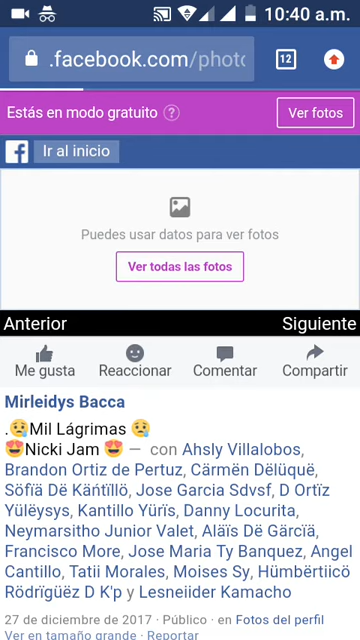 10:40 a.m.
.facebook.com/photo
12
Estás en modo gratuito ?
Ver fotos
f Ir al inicio
Puedes usar datos para ver fotos
Ver todas las fotos
Anterior Siguiente
Me gusta Reaccionar Comentar Compartir
Mirleidys Bacca
.😢Mil Lágrimas 😢
😍Nicki Jam 😍 — con Ahsly Villalobos,
Brandon Ortiz de Pertuz, Cärmën Dëlüquë,
Söfïä Dë Käńtïllö, Jose Garcia Sdvsf, D Ortïz
Yülëysys, Kantillo Yürïs, Danny Locurita,
Neymarsitho Junior Valet, Alaïs Dë Gärcïä,
Francisco More, Jose Maria Ty Banquez, Angel
Cantillo, Tatii Morales, Moises Sy, Hümbërtiicö
Rödrïgüëz D K'p y Lesneiider Kamacho
27 de diciembre de 2017 · Público · en Fotos del perfil
Ver en tamaño grande · Reportar